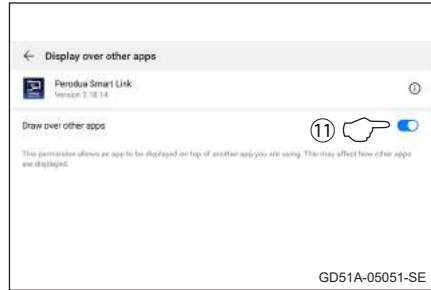 ← Display over other apps
Perodua Smart Link
Version 2.18.14
Draw over other apps
⑪
This permission allows an app to be displayed on top of another app you are using. This may affect how other apps
are displayed.
GD51A-05051-SE